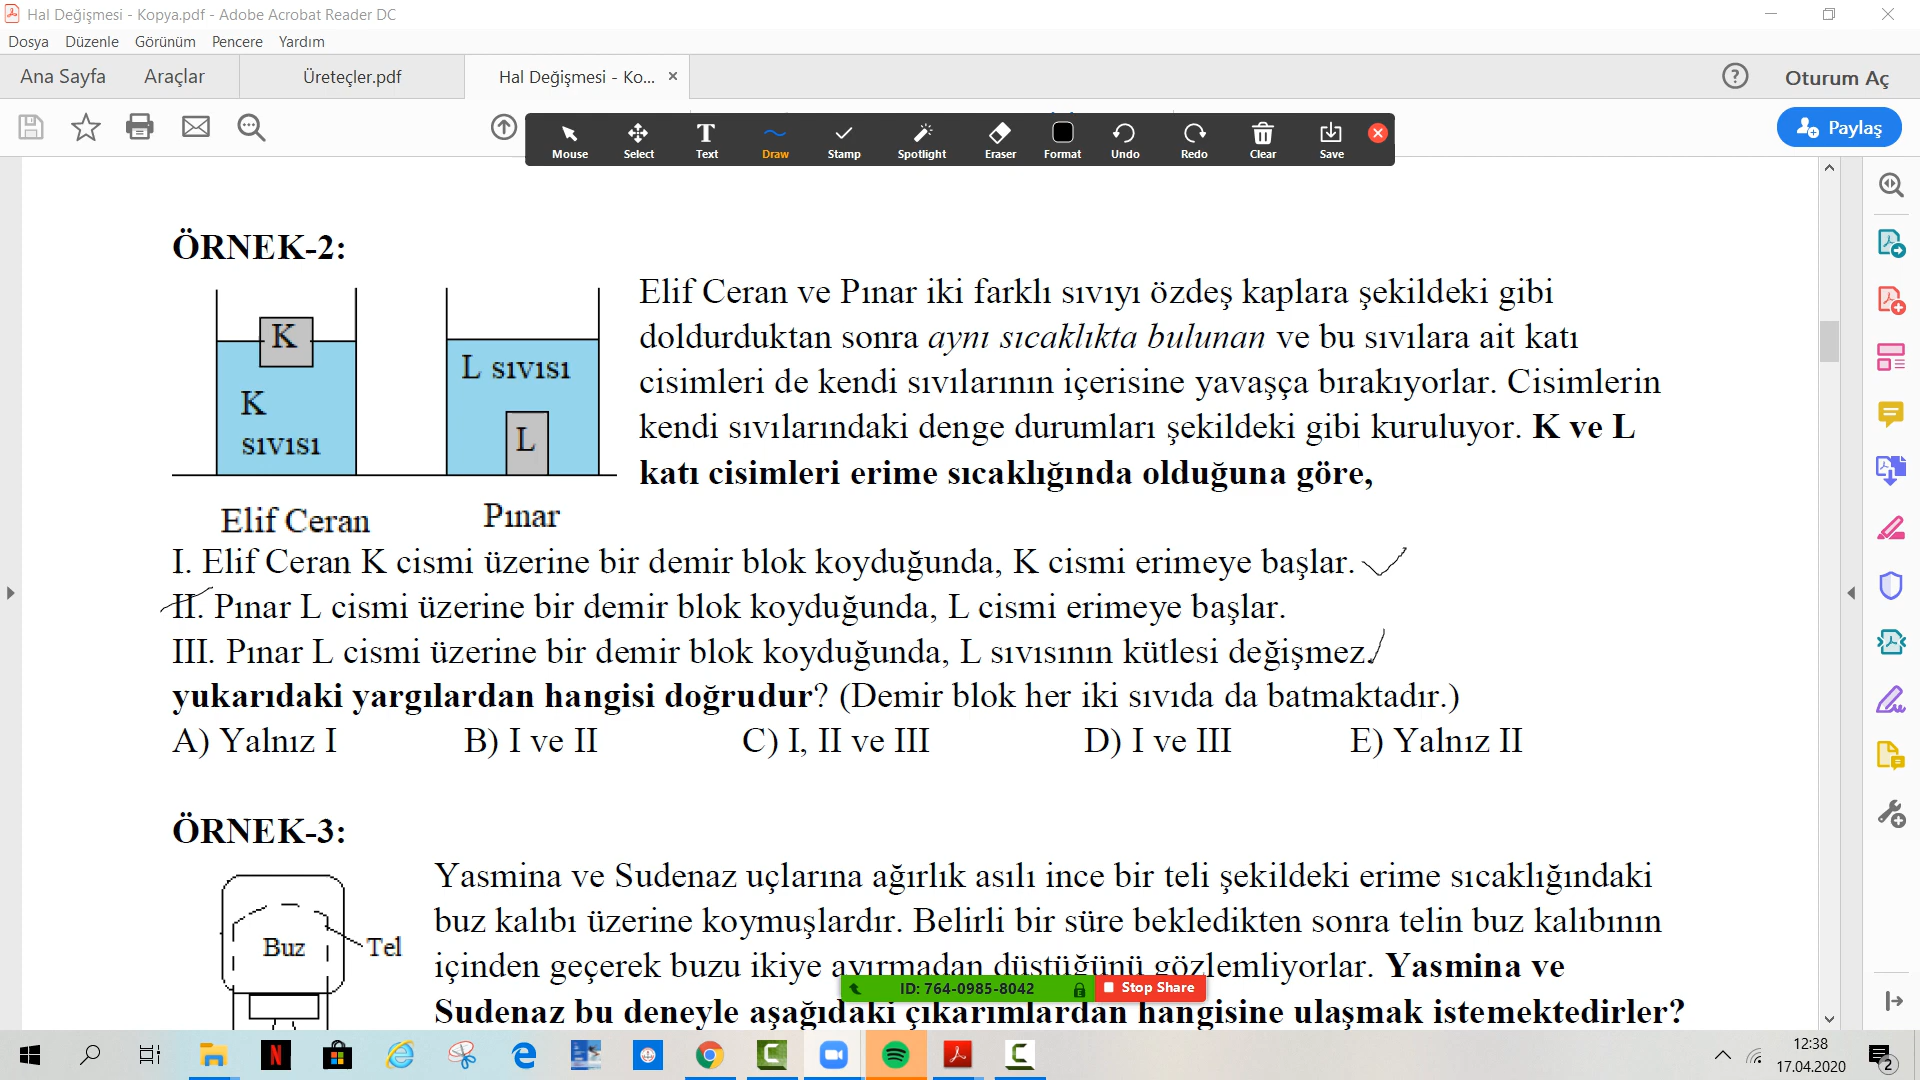 Hal Değişmesi - Kopya.pdf - Adobe Acrobat Reader DC
Dosya Düzenle Görünüm Pencere Yardım
Ana Sayfa Araçlar Üreteçler.pdf Hal Değişmesi - Ko... × Oturum Aç
Mouse Select Text Draw Stamp Spotlight Eraser Format Undo Redo Clear Save
Paylaş
ÖRNEK-2:
K
K
sıvısı
L sıvısı
L
Elif Ceran
Pınar
Elif Ceran ve Pınar iki farklı sıvıyı özdeş kaplara şekildeki gibi
doldurduktan sonra aynı sıcaklıkta bulunan ve bu sıvılara ait katı
cisimleri de kendi sıvılarının içerisine yavaşça bırakıyorlar. Cisimlerin
kendi sıvılarındaki denge durumları şekildeki gibi kuruluyor. K ve L
katı cisimleri erime sıcaklığında olduğuna göre,
I. Elif Ceran K cismi üzerine bir demir blok koyduğunda, K cismi erimeye başlar.
II. Pınar L cismi üzerine bir demir blok koyduğunda, L cismi erimeye başlar.
III. Pınar L cismi üzerine bir demir blok koyduğunda, L sıvısının kütlesi değişmez.
yukarıdaki yargılardan hangisi doğrudur? (Demir blok her iki sıvıda da batmaktadır.)
A) Yalnız I B) I ve II C) I, II ve III D) I ve III E) Yalnız II
ÖRNEK-3:
Buz
Tel
Yasmina ve Sudenaz uçlarına ağırlık asılı ince bir teli şekildeki erime sıcaklığındaki
buz kalıbı üzerine koymuşlardır. Belirli bir süre bekledikten sonra telin buz kalıbının
içinden geçerek buzu ikiye ayırmadan düştüğünü gözlemliyorlar. Yasmina ve
Sudenaz bu deneyle aşağıdaki çıkarımlardan hangisine ulaşmak istemektedirler?
ID: 764-0985-8042 Stop Share
12:38
17.04.2020
2